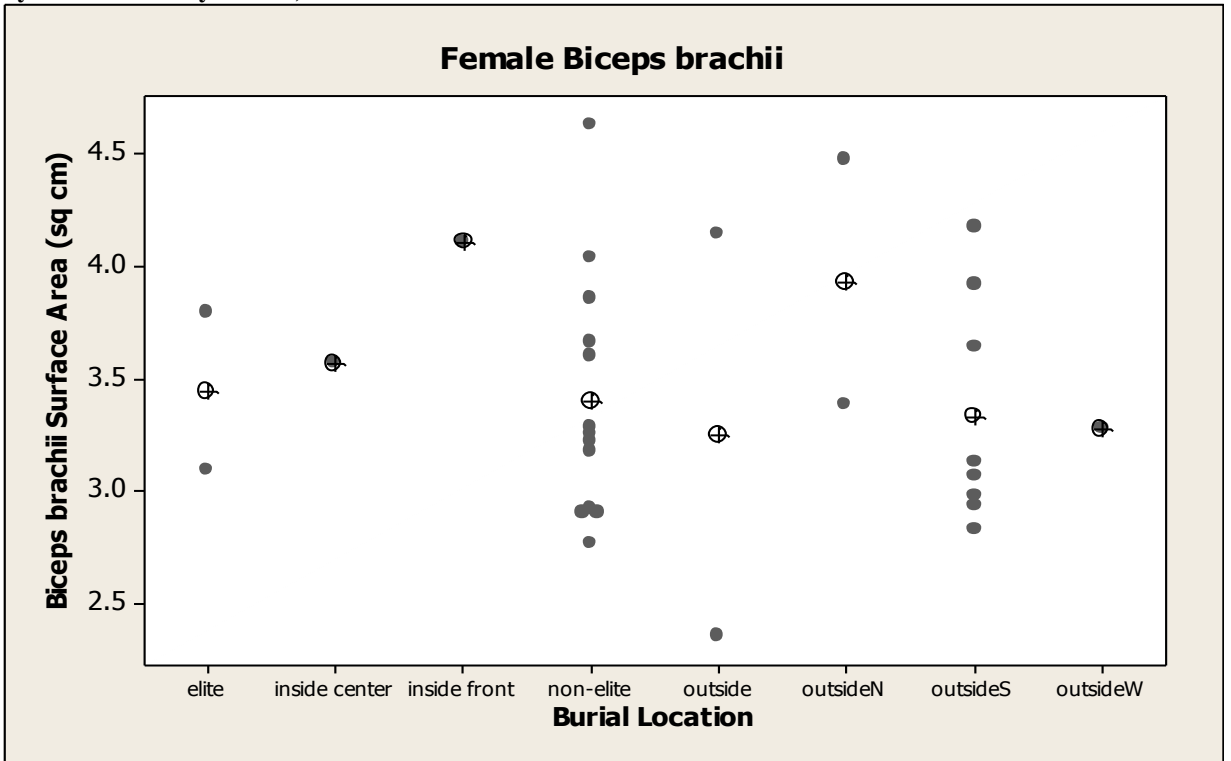 Female Biceps brachii
Biceps brachii Surface Area (sq cm)
4.5
4.0
3.5
3.0
2.5
elite inside center inside front non-elite outside outsideN outsideS outsideW
Burial Location